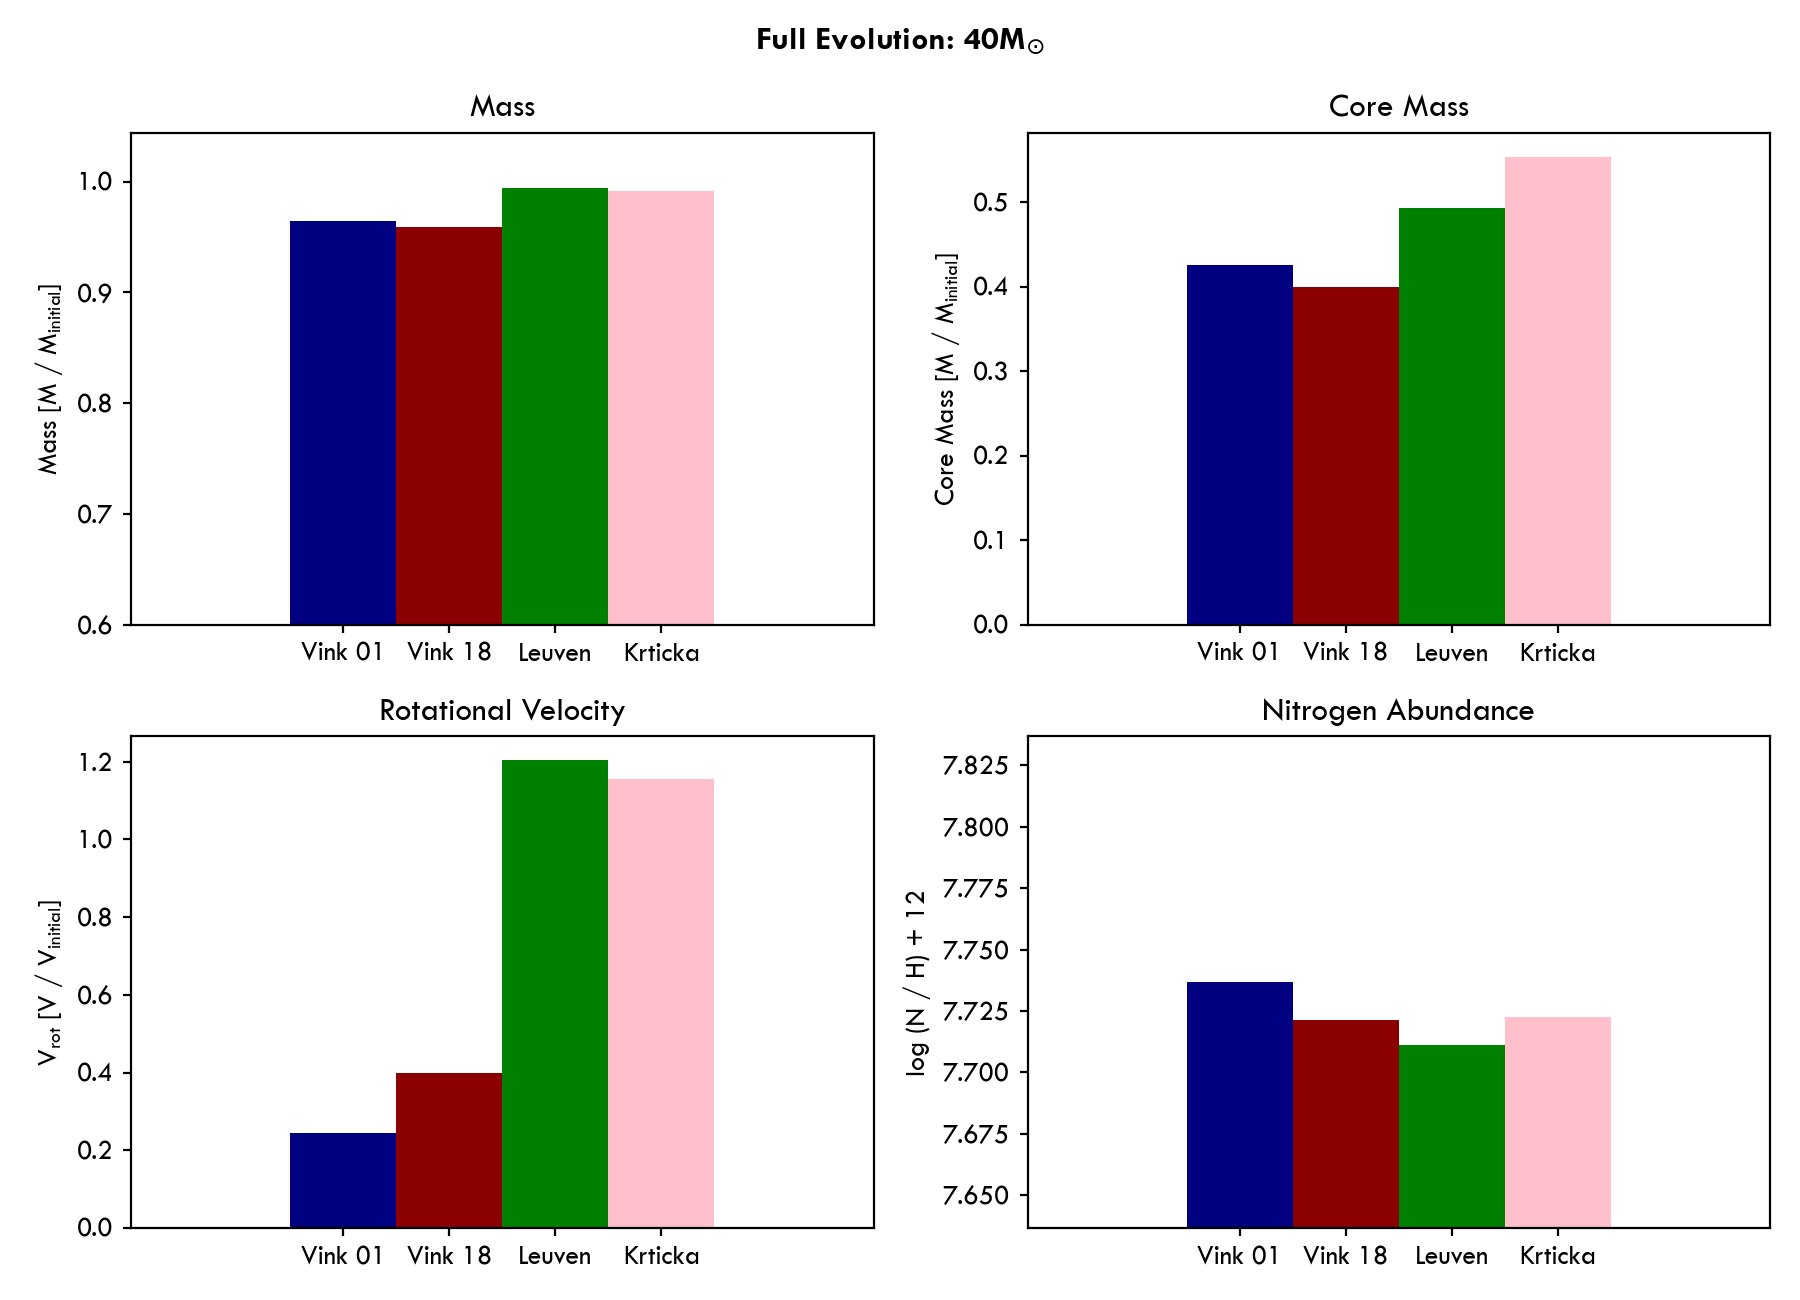 Full Evolution: 40M⊙
Mass
Mass [M / Minitial]
1.0
0.9
0.8
0.7
0.6
Vink 01 Vink 18 Leuven Krticka
Core Mass
Core Mass [M / Minitial]
0.5
0.4
0.3
0.2
0.1
0.0
Vink 01 Vink 18 Leuven Krticka
Rotational Velocity
Vrot [V / Vinitial]
1.2
1.0
0.8
0.6
0.4
0.2
0.0
Vink 01 Vink 18 Leuven Krticka
Nitrogen Abundance
log (N / H) + 12
7.825
7.800
7.775
7.750
7.725
7.700
7.675
7.650
Vink 01 Vink 18 Leuven Krticka